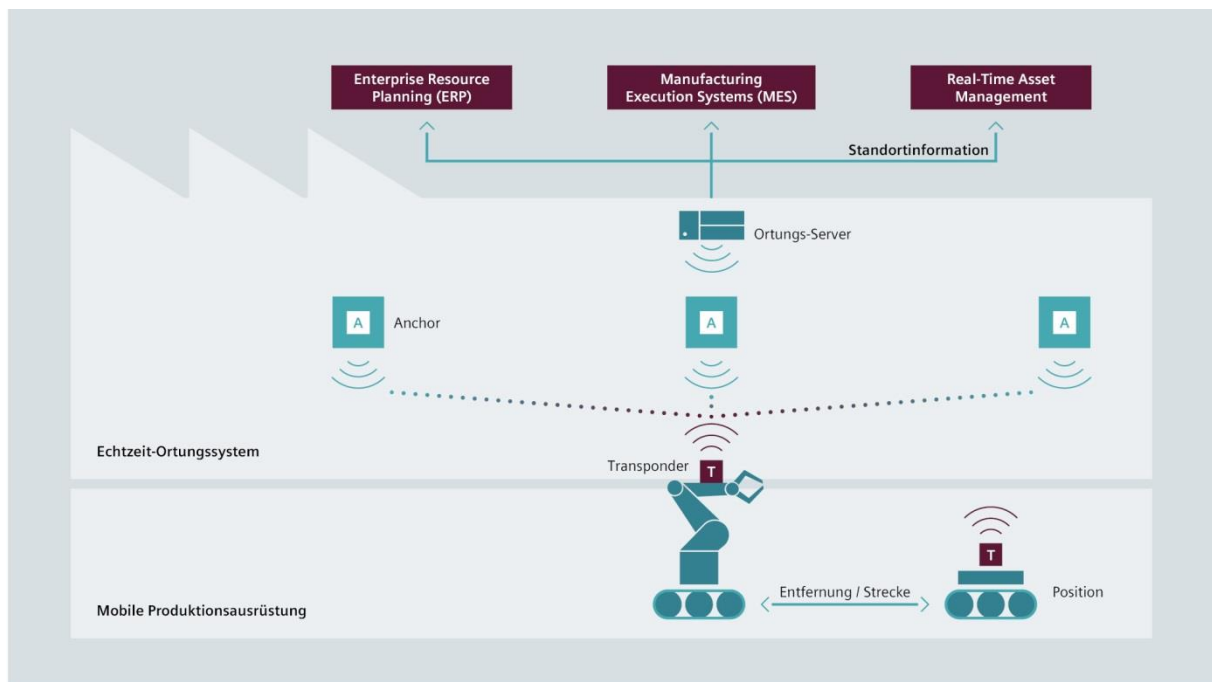 Enterprise Resource
Planning (ERP)
Manufacturing
Execution Systems (MES)
Real-Time Asset
Management
Standortinformation
Ortungs-Server
A
Anchor
A
A
Echtzeit-Ortungssystem
Transponder
T
T
Entfernung / Strecke
Position
Mobile Produktionsausrüstung